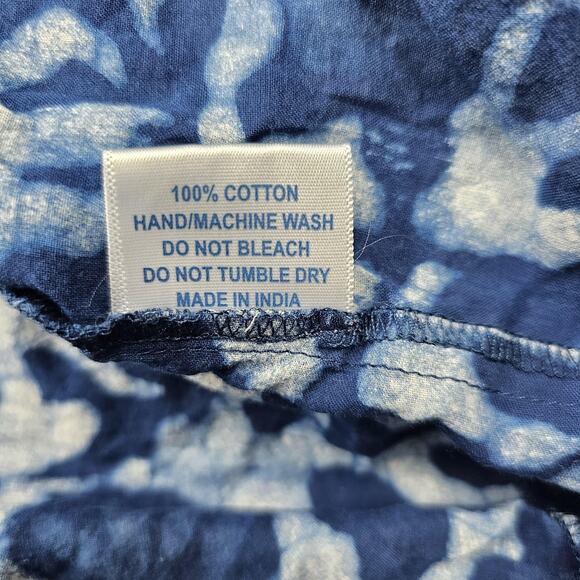 100% COTTON
HAND/MACHINE WASH
DO NOT BLEACH
DO NOT TUMBLE DRY
MADE IN INDIA